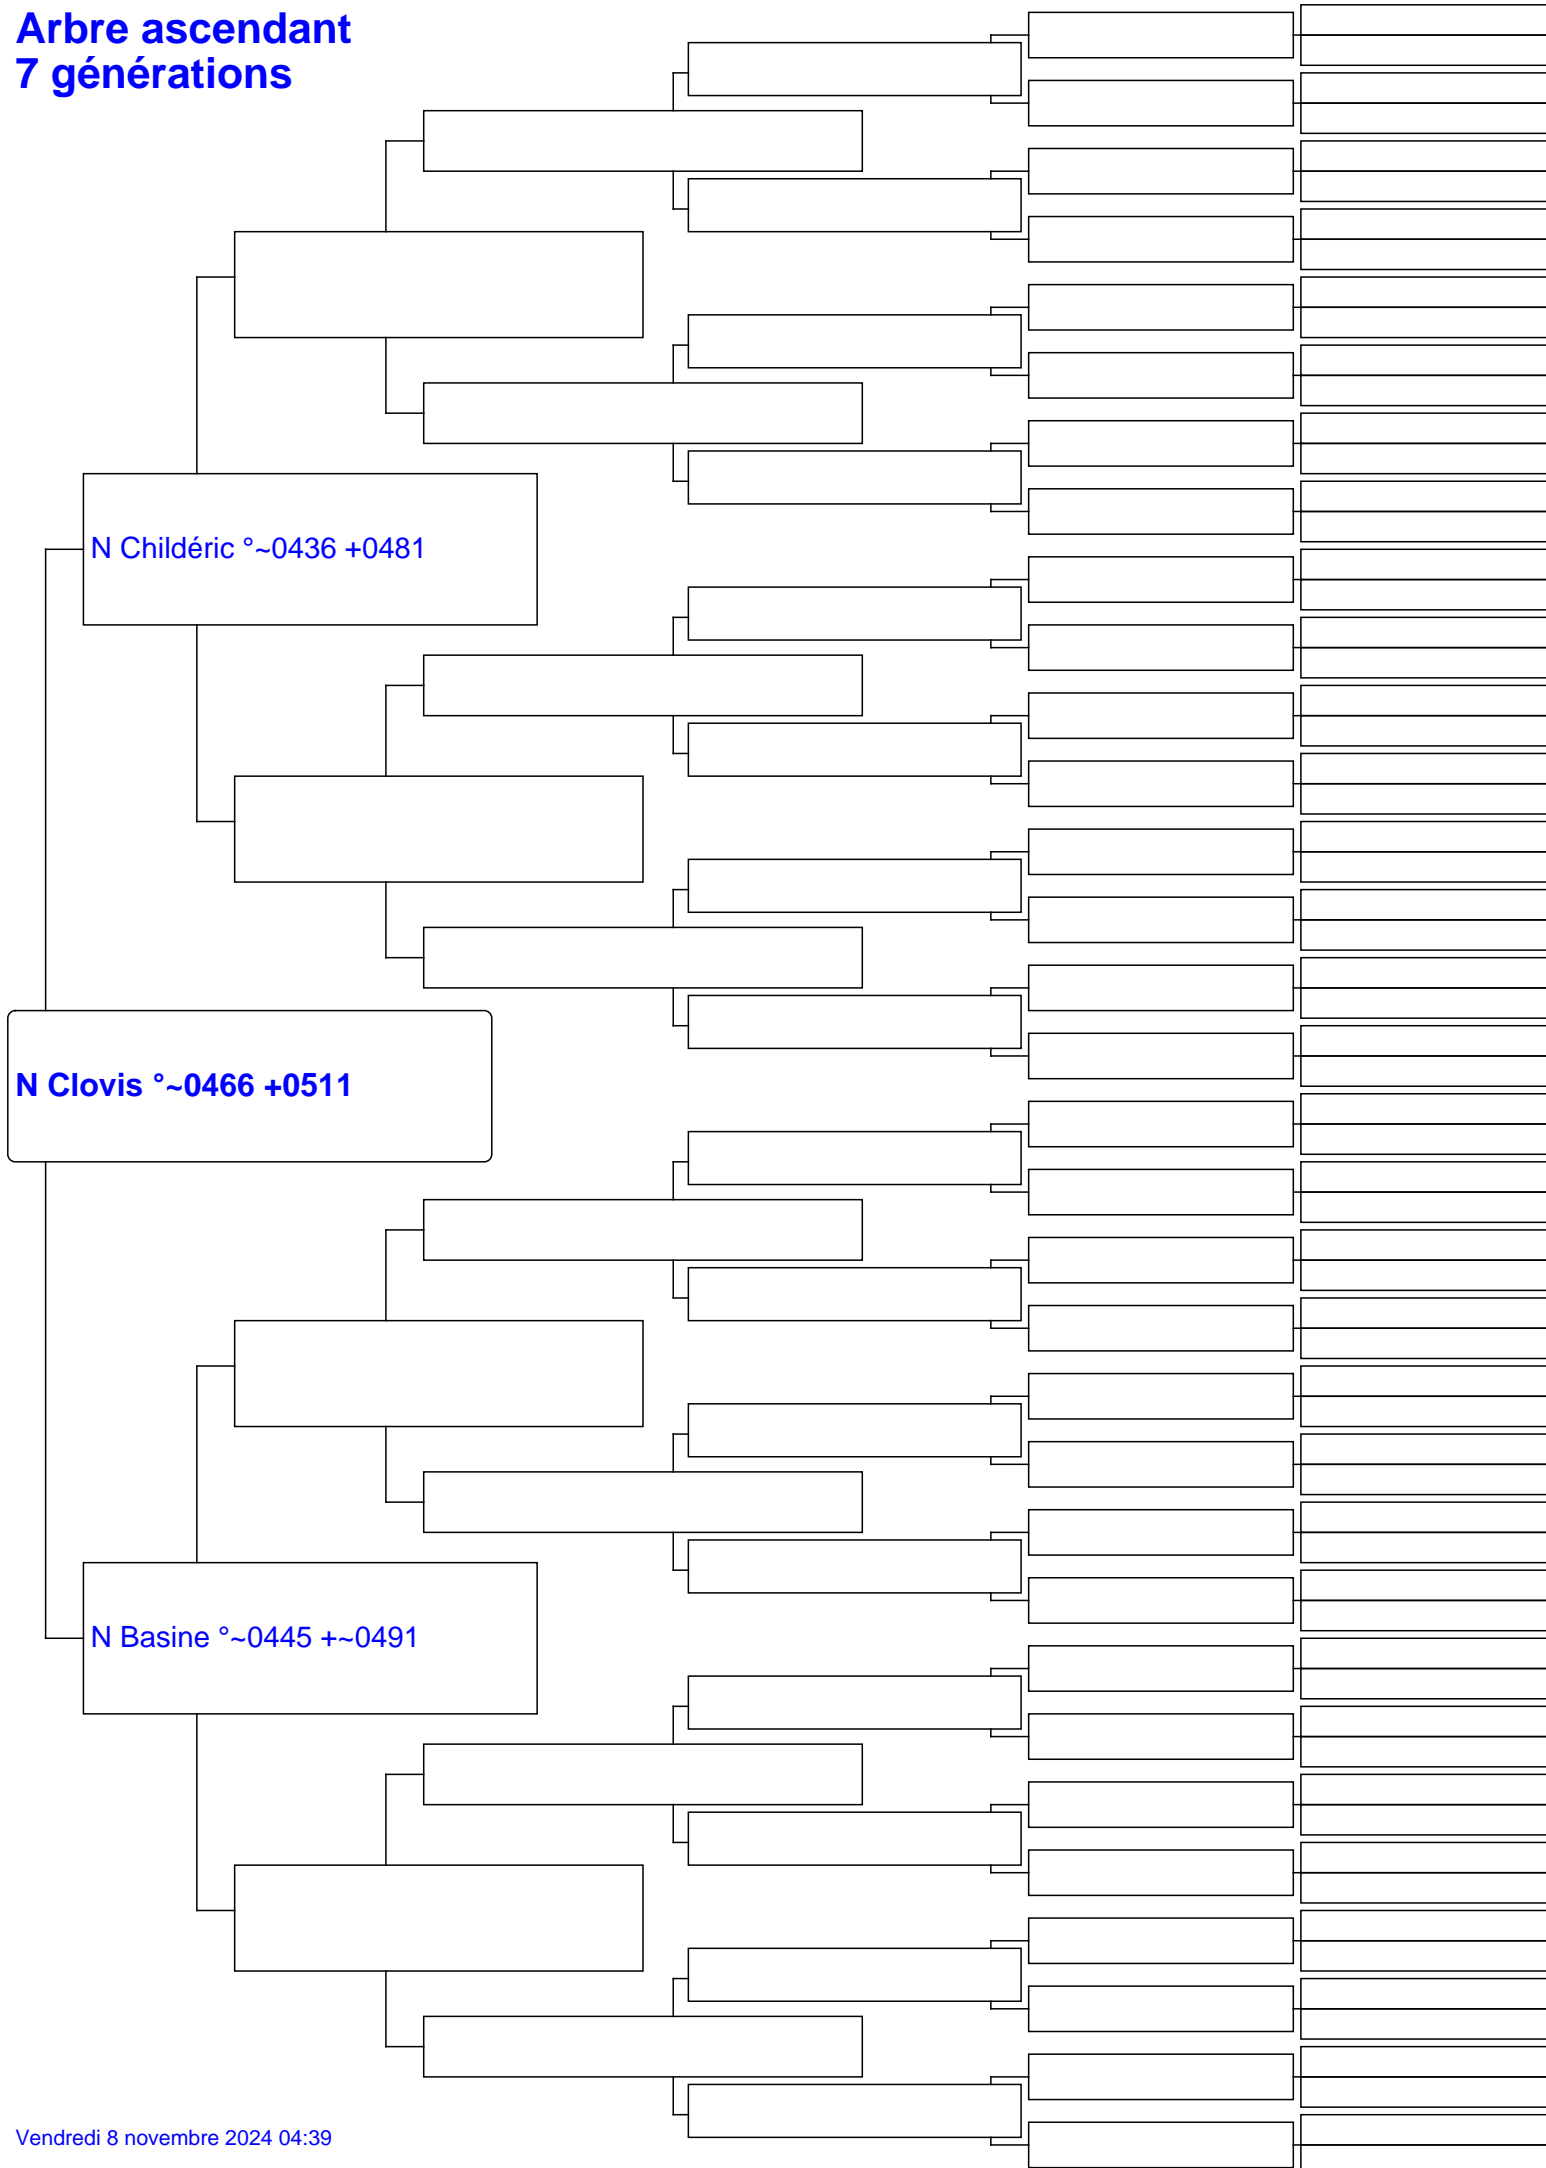 Arbre ascendant
7 générations
N Childéric °~0436 +0481
N Clovis °~0466 +0511
N Basine °~0445 +~0491
Vendredi 8 novembre 2024 04:39